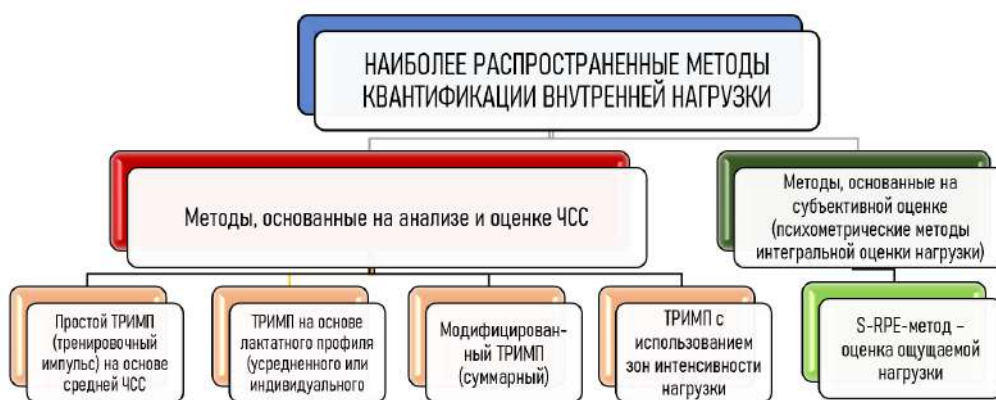 НАИБОЛЕЕ РАСПРОСТРАНЕННЫЕ МЕТОДЫ
КВАНТИФИКАЦИИ ВНУТРЕННЕЙ НАГРУЗКИ
Методы, основанные на анализе и оценке ЧСС
Методы, основанные на
субъективной оценке
(психометрические методы
интегральной оценки нагрузки)
Простой ТРИМП
(тренировочный
импульс) на основе
средней ЧСС
ТРИМП на основе
лактатного профиля
(усредненного или
индивидуального
Модифицирован-
ный ТРИМП
(суммарный)
ТРИМП с
использованием
зон интенсивности
нагрузки
S-RPE-метод –
оценка ощущаемой
нагрузки